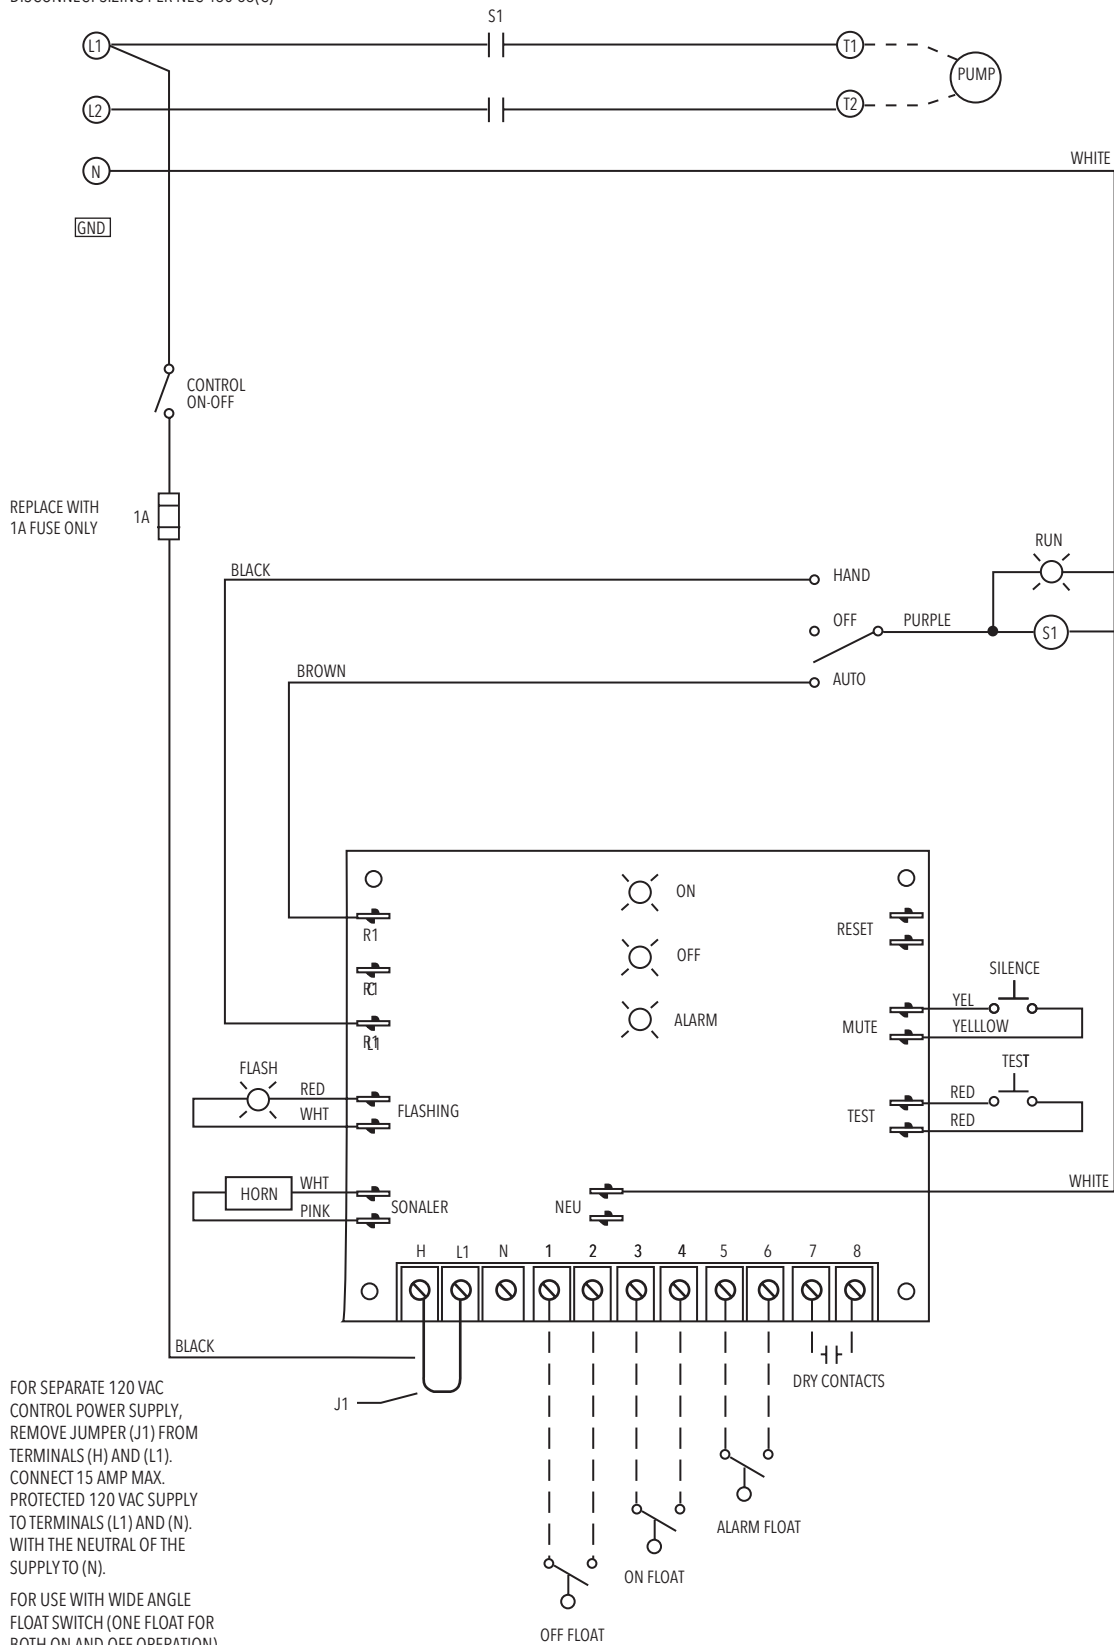 DISCONNECT SIZING PER NEC 430-53(C)
S1
L1
T1
PUMP
L2
T2
N
WHITE
GND
CONTROL
ON-OFF
REPLACE WITH
1A FUSE ONLY
1A
RUN
BLACK
HAND
OFF
PURPLE
S1
BROWN
AUTO
ON
R1
RESET
OFF
SILENCE
ALARM
YEL
MUTE
YELLLOW
FLASH
TEST
RED
FLASHING
WHT
RED
TEST
RED
HORN
WHT
SONALER
PINK
NEU
WHITE
H L1 N 1 2 3 4 5 6 7 8
BLACK
J1
DRY CONTACTS
FOR SEPARATE 120 VAC
CONTROL POWER SUPPLY,
REMOVE JUMPER (J1) FROM
TERMINALS (H) AND (L1).
CONNECT 15 AMP MAX.
PROTECTED 120 VAC SUPPLY
TO TERMINALS (L1) AND (N).
WITH THE NEUTRAL OF THE
SUPPLY TO (N).
ALARM FLOAT
ON FLOAT
OFF FLOAT
FOR USE WITH WIDE ANGLE
FLOAT SWITCH (ONE FLOAT FOR
BOTH ON AND OFF OPERATION)